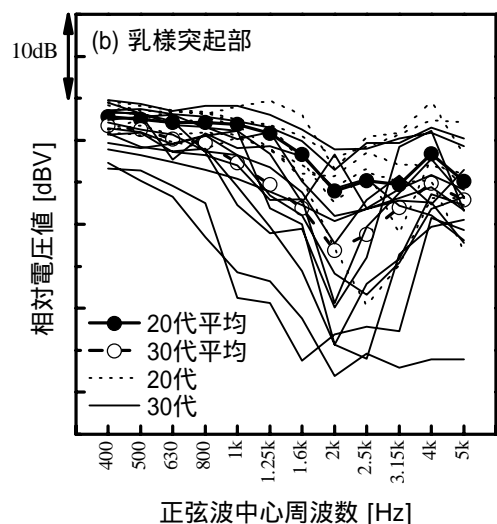 10dB
(b) 乳様突起部
相対電圧値 [dBV]
20代平均
30代平均
20代
30代
400 500 630 800 1k 1.25k 1.6k 2k 2.5k 3.15k 4k 5k
正弦波中心周波数 [Hz]